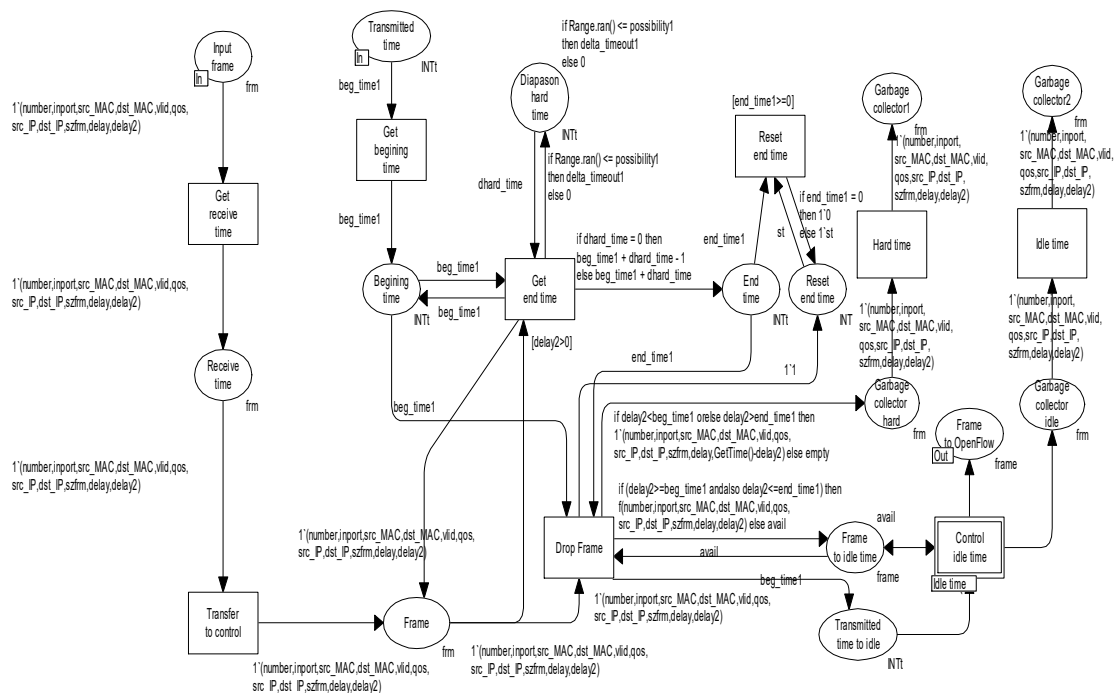 Input
frame
In
frm
1`(number,inport,src_MAC,dst_MAC,vlid,qos,
src_IP,dst_IP,szfrm,delay,delay2)
Get
receive
time
1`(number,inport,src_MAC,dst_MAC,vlid,qos,
src_IP,dst_IP,szfrm,delay,delay2)
Receive
time
frm
1`(number,inport,src_MAC,dst_MAC,vlid,qos,
src_IP,dst_IP,szfrm,delay,delay2)
Transfer
to control
1`(number,inport,src_MAC,dst_MAC,vlid,qos,
src_IP,dst_IP,szfrm,delay,delay2)
Transmitted
time
In
INTt
beg_time1
Get
begining
time
beg_time1
Begining
time
INTt
beg_time1
beg_time1
beg_time1
if Range.ran() <= possibility1
then delta_timeout1
else 0
Diapason
hard
time
INTt
if Range.ran() <= possibility1
then delta_timeout1
else 0
dhard_time
Get
end time
[delay2>0]
if dhard_time = 0 then
beg_time1 + dhard_time - 1
else beg_time1 + dhard_time
[end_time1>=0]
Reset
end time
end_time1
st
if end_time1 = 0
then 1`0
else 1`st
End
time
INTt
Reset
end time
INT
end_time1
1`1
Garbage
collector1
frm
1`(number,inport,
src_MAC,dst_MAC,vlid,
qos,src_IP,dst_IP,
szfrm,delay,delay2)
Hard time
1`(number,inport,
src_MAC,dst_MAC,vlid,
qos,src_IP,dst_IP,
szfrm,delay,delay2)
Garbage
collector
hard
frm
Garbage
collector2
frm
1`(number,inport,
src_MAC,dst_MAC,vlid,
qos,src_IP,dst_IP,
szfrm,delay,delay2)
Idle time
1`(number,inport,
src_MAC,dst_MAC,vlid,
qos,src_IP,dst_IP,
szfrm,delay,delay2)
Garbage
collector
idle
frm
if delay2<beg_time1 orelse delay2>end_time1 then
1`(number,inport,src_MAC,dst_MAC,vlid,qos,
src_IP,dst_IP,szfrm,delay,GetTime()-delay2) else empty
if (delay2>=beg_time1 andalso delay2<=end_time1) then
f(number,inport,src_MAC,dst_MAC,vlid,qos,
src_IP,dst_IP,szfrm,delay,delay2) else avail
Frame
to OpenFlow
Out
frame
1`(number,inport,src_MAC,dst_MAC,vlid,qos,
src_IP,dst_IP,szfrm,delay,delay2)
Drop Frame
avail
Frame
to idle time
frame
avail
Control
idle time
Idle time
beg_time1
Transmitted
time to idle
INTt
1`(number,inport,src_MAC,dst_MAC,vlid,qos,
src_IP,dst_IP,szfrm,delay,delay2)
Frame
frm
1`(number,inport,src_MAC,dst_MAC,vlid,qos,
src_IP,dst_IP,szfrm,delay,delay2)